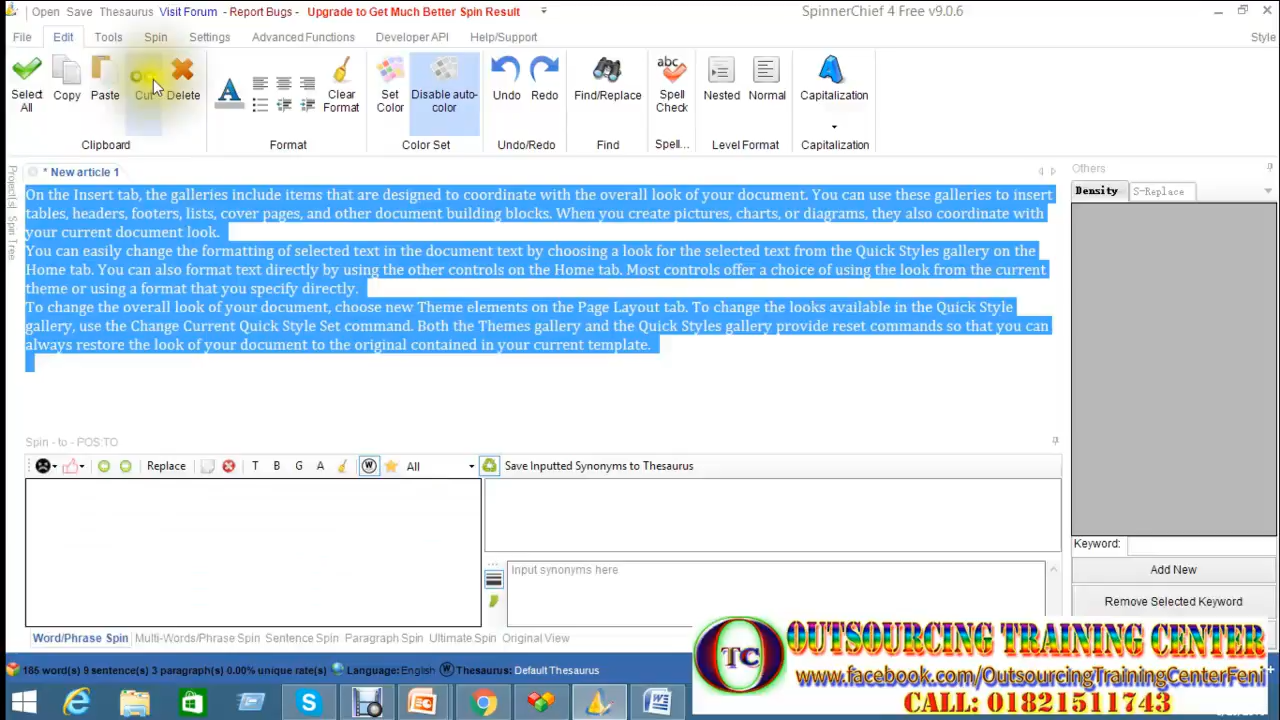 Open Save Thesaurus Visit Forum - Report Bugs - Upgrade to Get Much Better Spin Result SpinnerChief 4 Free v9.0.6
File Edit Tools Spin Settings Advanced Functions Developer API Help/Support Style
Select All Copy Paste Cut Delete Clear Format Set Color Disable auto-color Undo Redo Find/Replace Spell Check Nested Normal Capitalization
Clipboard Format Color Set Undo/Redo Find Spell... Level Format Capitalization
* New article 1
Others
Density S-Replace
Project(s) Spin Tree
On the Insert tab, the galleries include items that are designed to coordinate with the overall look of your document. You can use these galleries to insert
tables, headers, footers, lists, cover pages, and other document building blocks. When you create pictures, charts, or diagrams, they also coordinate with
your current document look.
You can easily change the formatting of selected text in the document text by choosing a look for the selected text from the Quick Styles gallery on the
Home tab. You can also format text directly by using the other controls on the Home tab. Most controls offer a choice of using the look from the current
theme or using a format that you specify directly.
To change the overall look of your document, choose new Theme elements on the Page Layout tab. To change the looks available in the Quick Style
gallery, use the Change Current Quick Style Set command. Both the Themes gallery and the Quick Styles gallery provide reset commands so that you can
always restore the look of your document to the original contained in your current template.
Spin - to - POS:TO
Replace T B G A W All Save Inputted Synonyms to Thesaurus
Input synonyms here
Keyword:
Add New
Remove Selected Keyword
Word/Phrase Spin Multi-Words/Phrase Spin Sentence Spin Paragraph Spin Ultimate Spin Original View
185 word(s) 9 sentence(s) 3 paragraph(s) 0.00% unique rate(s) Language:English Thesaurus: Default Thesaurus
TC
OUTSOURCING TRAINING CENTER
www.facebook.com/OutsourcingTrainingCenterFeni
CALL: 01821511743